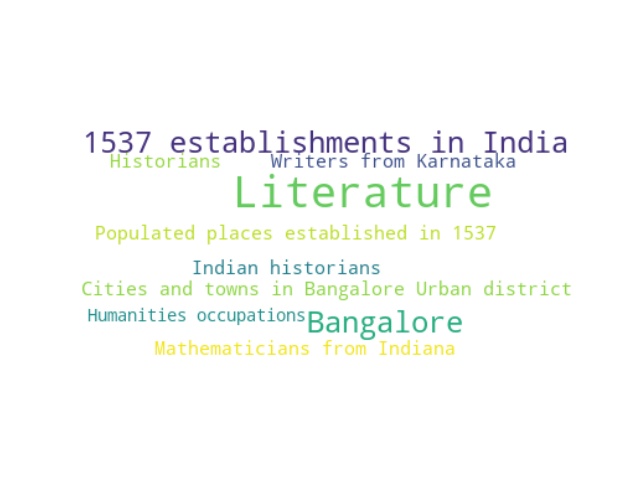 1537 establishments in India
Historians Writers from Karnataka
Literature
Populated places established in 1537
Indian historians
Cities and towns in Bangalore Urban district
Humanities occupations Bangalore
Mathematicians from Indiana